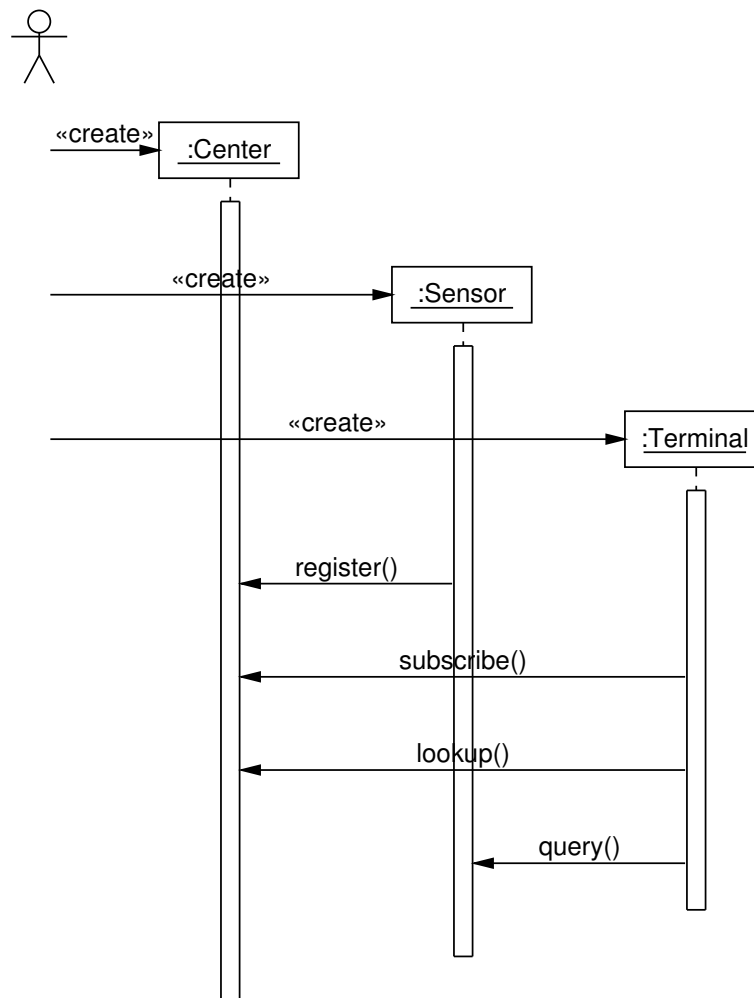 «create»
:Center
«create»
:Sensor
«create»
:Terminal
register()
subscribe()
lookup()
query()